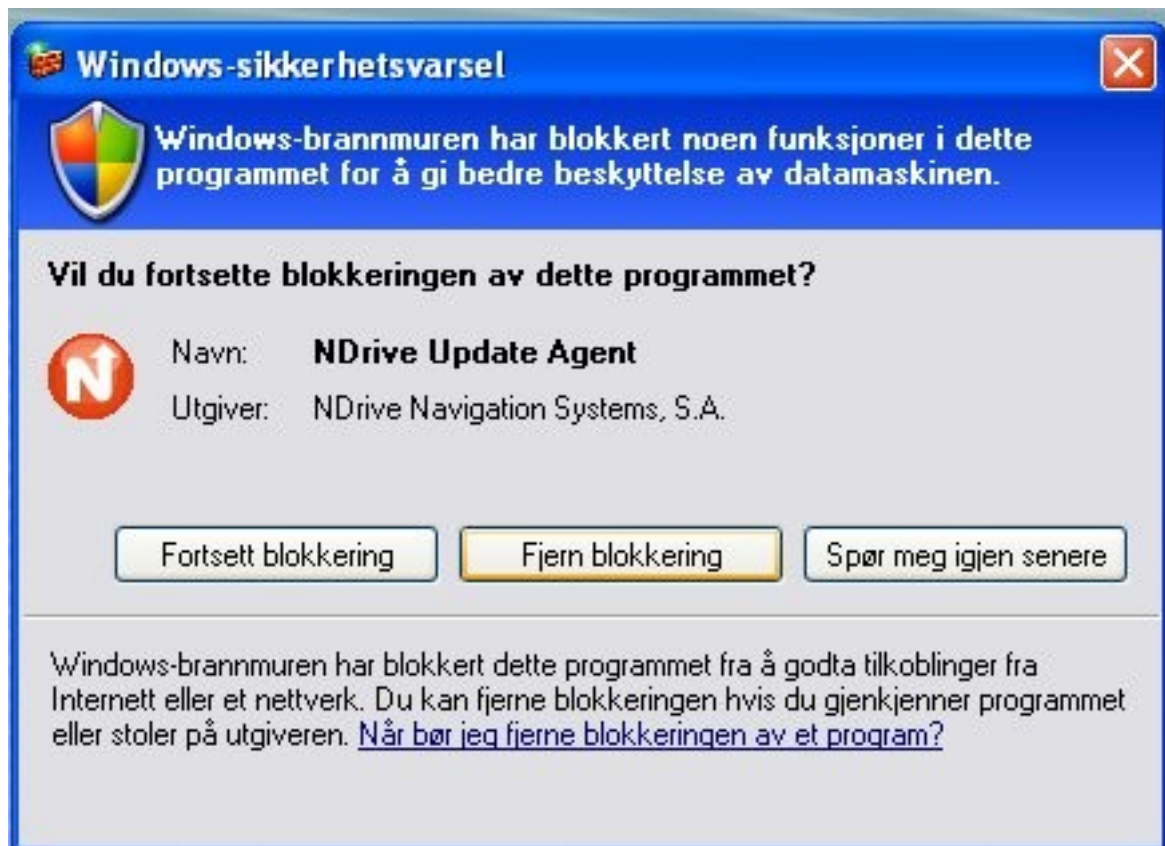 Windows-sikkerhetsvarsel
Windows-brannmuren har blokkert noen funksjoner i dette
programmet for å gi bedre beskyttelse av datamaskinen.
Vil du fortsette blokkeringen av dette programmet?
N
Navn: NDrive Update Agent
Utgiver: NDrive Navigation Systems, S.A.
Fortsett blokkering Fjern blokkering Spør meg igjen senere
Windows-brannmuren har blokkert dette programmet fra å godta tilkoblinger fra
Internett eller et nettverk. Du kan fjerne blokkeringen hvis du gjenkjenner programmet
eller stoler på utgiveren. Når bør jeg fjerne blokkeringen av et program?